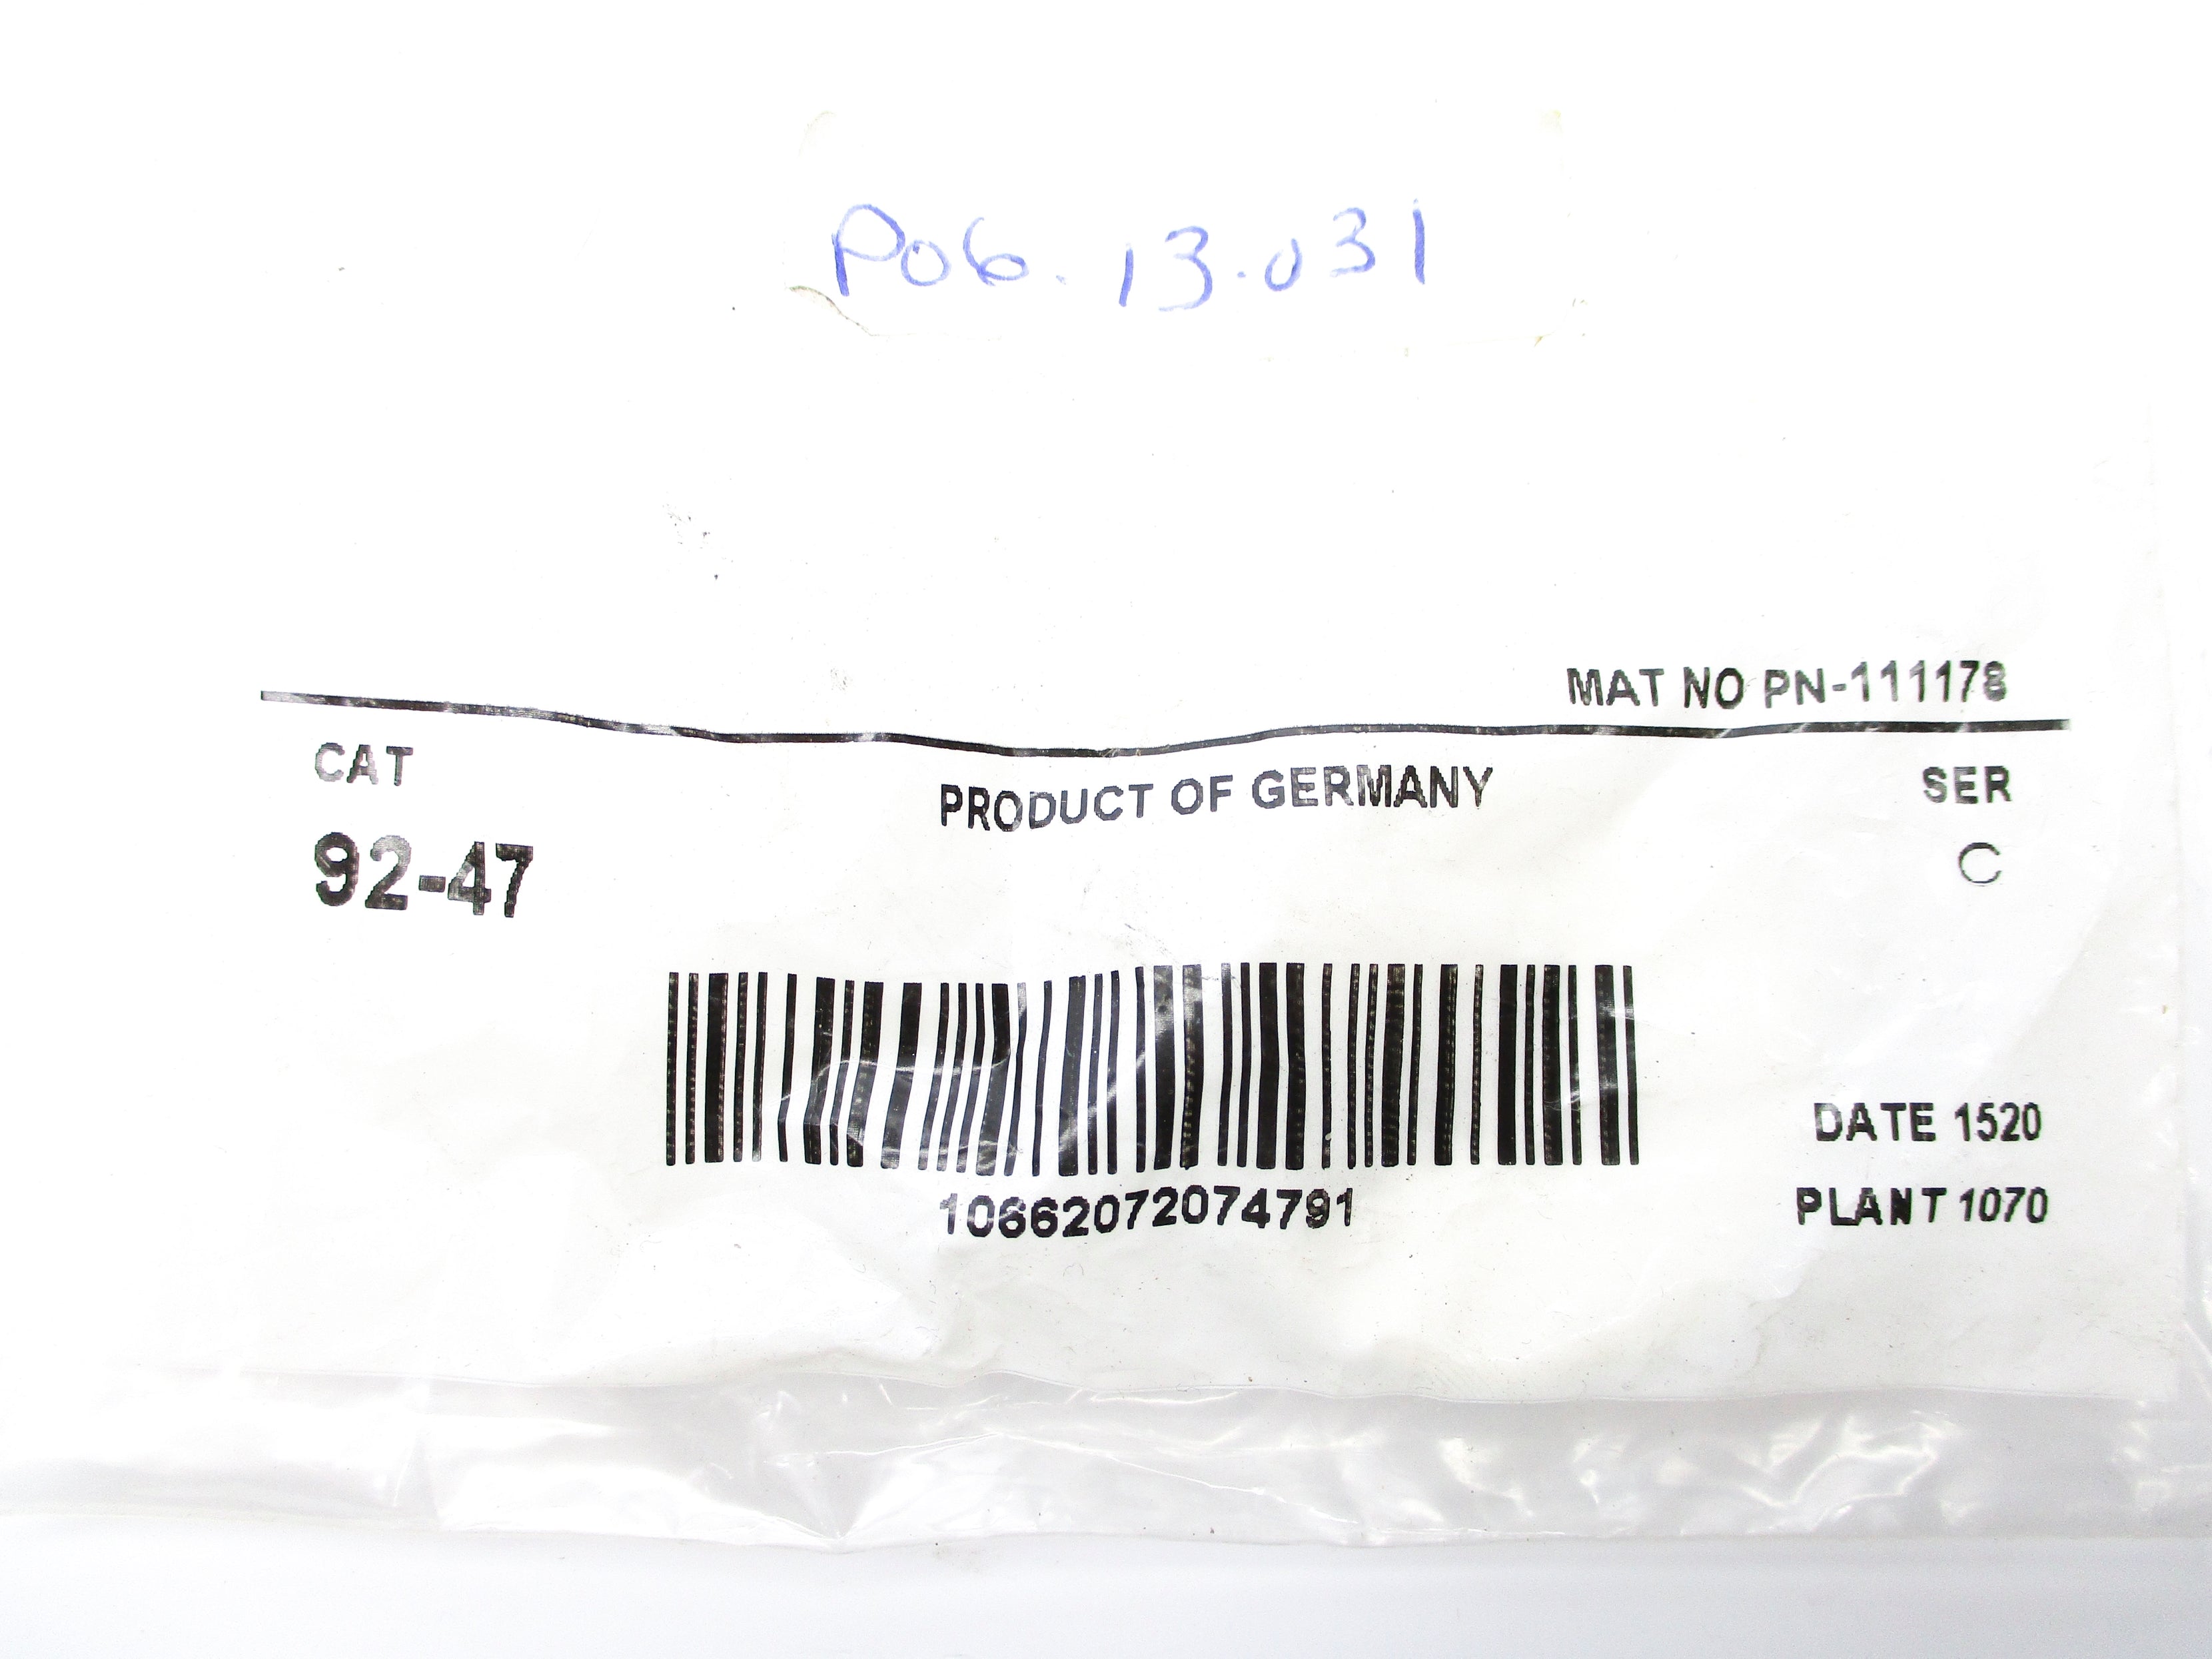 P06.13.031
MAT NO PN-111178
CAT
PRODUCT OF GERMANY
SER
92-47
C
10662072074791
DATE 1520
PLANT 1070